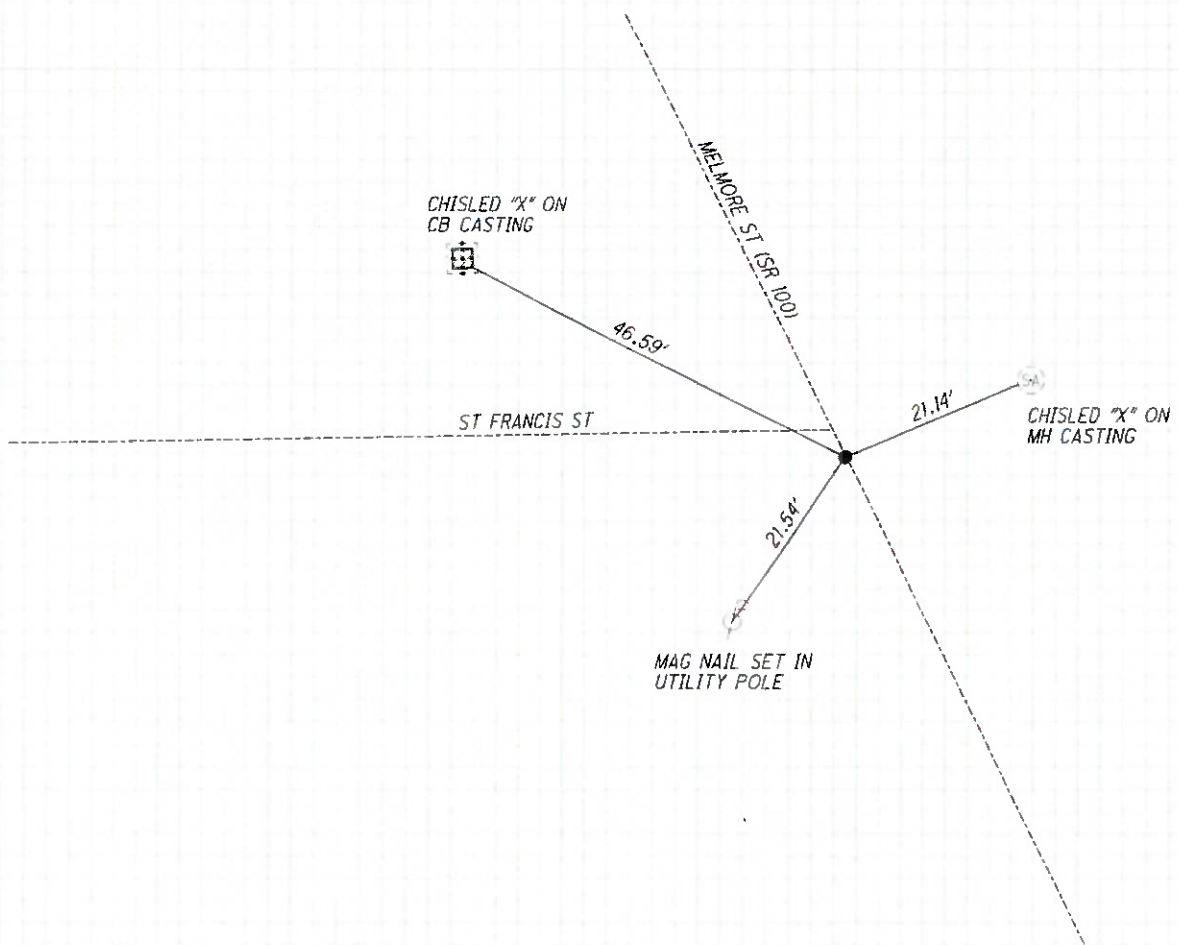 MELMORE ST (SR 100)
CHISLED "X" ON
CB CASTING
46.59'
ST FRANCIS ST
21.14'
SA
CHISLED "X" ON
MH CASTING
21.54'
MAG NAIL SET IN
UTILITY POLE